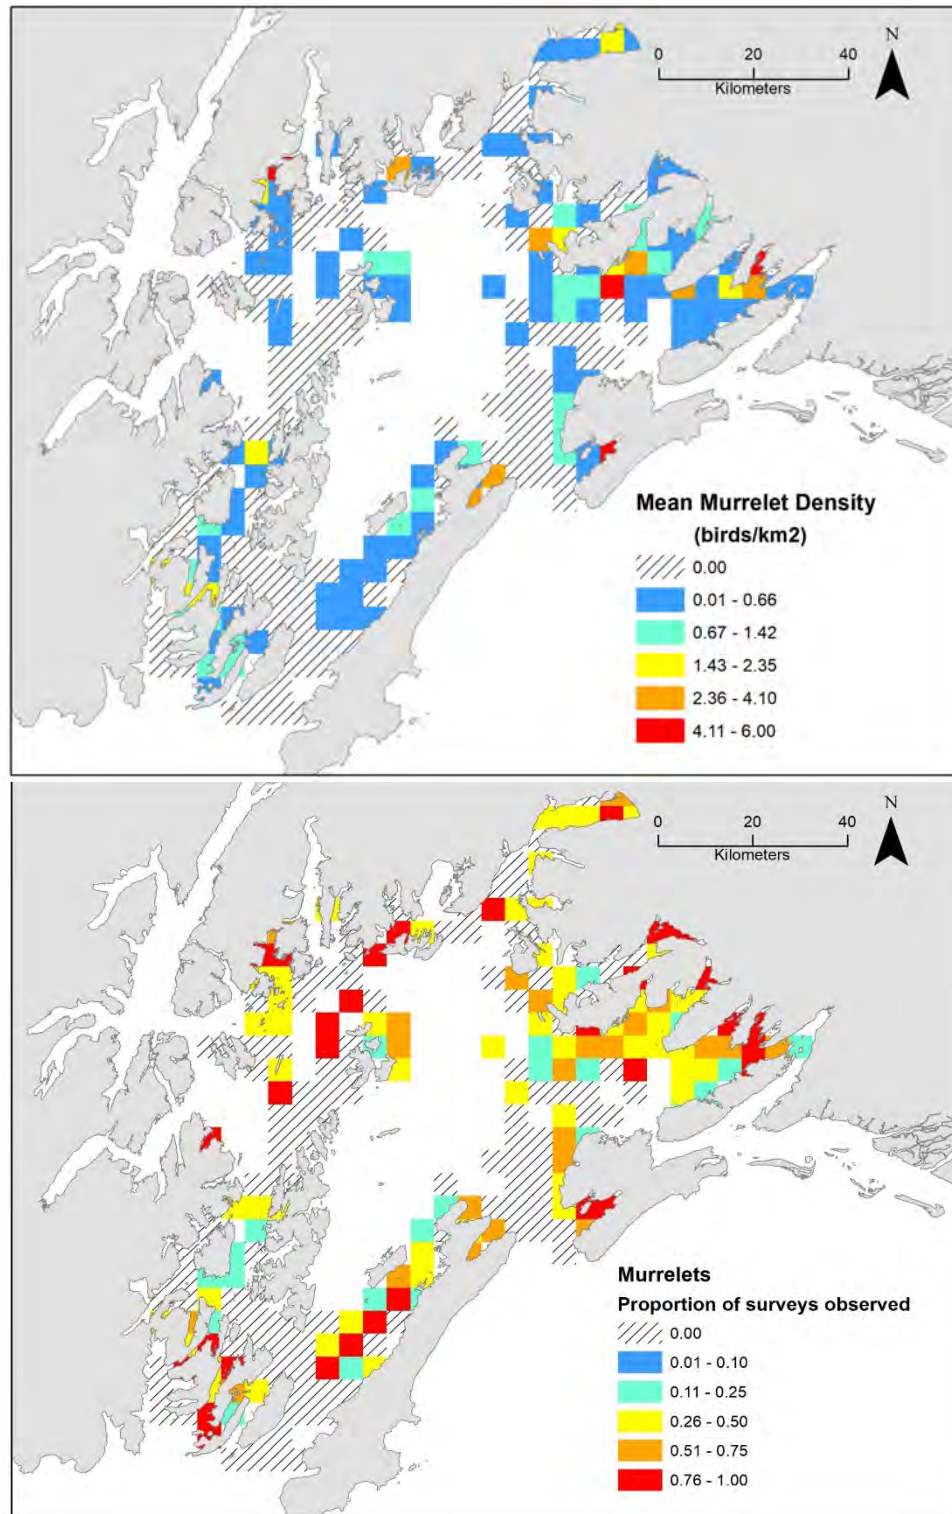 N
0 20 40
Kilometers
Mean Murrelet Density
(birds/km2)
0.00
0.01 - 0.66
0.67 - 1.42
1.43 - 2.35
2.36 - 4.10
4.11 - 6.00
N
0 20 40
Kilometers
Murrelets
Proportion of surveys observed
0.00
0.01 - 0.10
0.11 - 0.25
0.26 - 0.50
0.51 - 0.75
0.76 - 1.00